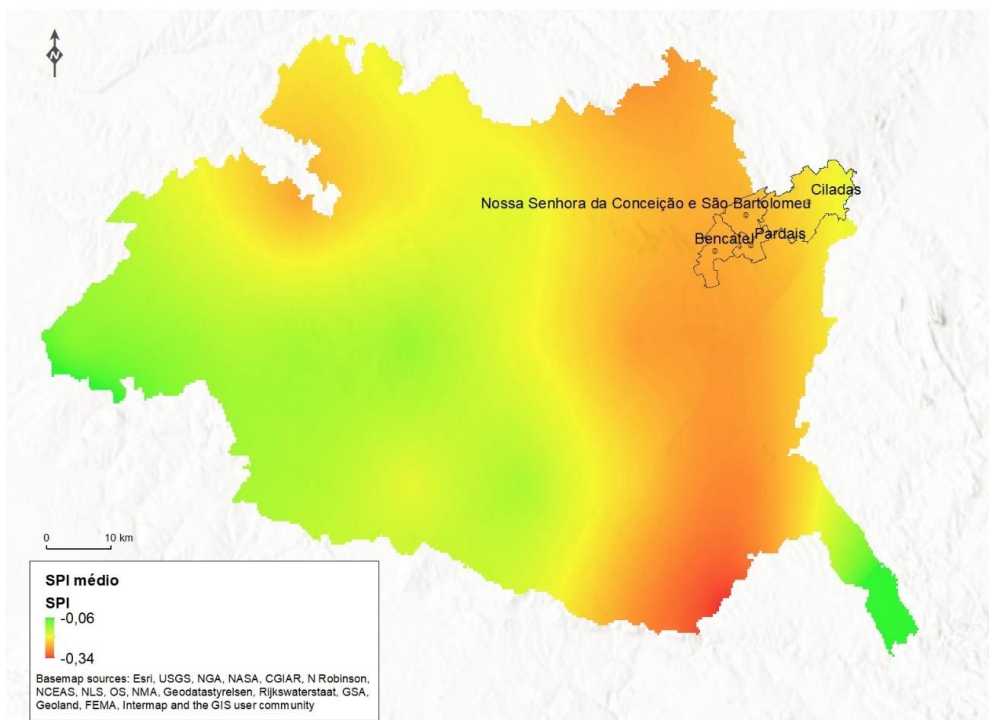 N
Ciladas
Nossa Senhora da Conceição e São Bartolomeu
Bencatel
Pardais
0 10 km
SPI médio
SPI
-0,06
-0,34
Basemap sources: Esri, USGS, NGA, NASA, CGIAR, N Robinson,
NCEAS, NLS, OS, NMA, Geodatastyrelsen, Rijkswaterstaat, GSA,
Geoland, FEMA, Intermap and the GIS user community